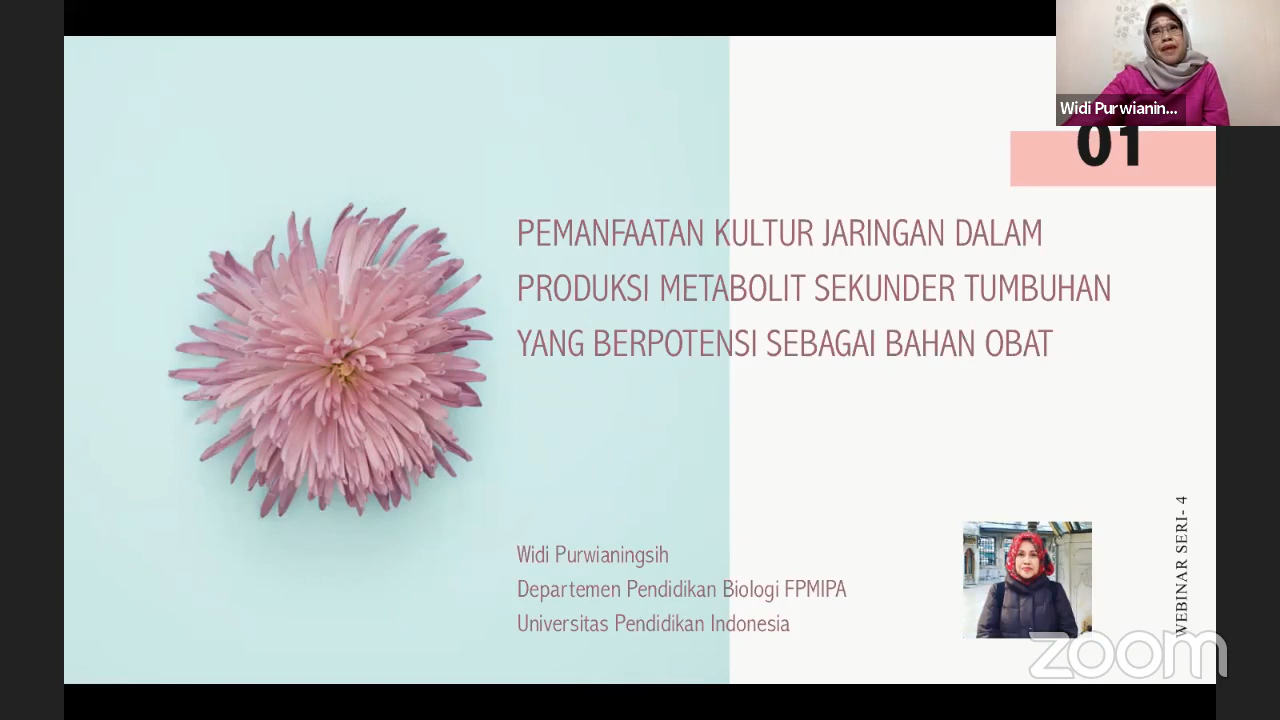 Widi Purwianin...
01
PEMANFAATAN KULTUR JARINGAN DALAM
PRODUKSI METABOLIT SEKUNDER TUMBUHAN
YANG BERPOTENSI SEBAGAI BAHAN OBAT
Widi Purwianingsih
Departemen Pendidikan Biologi FPMIPA
Universitas Pendidikan Indonesia
WEBINAR SERI- 4
zoom